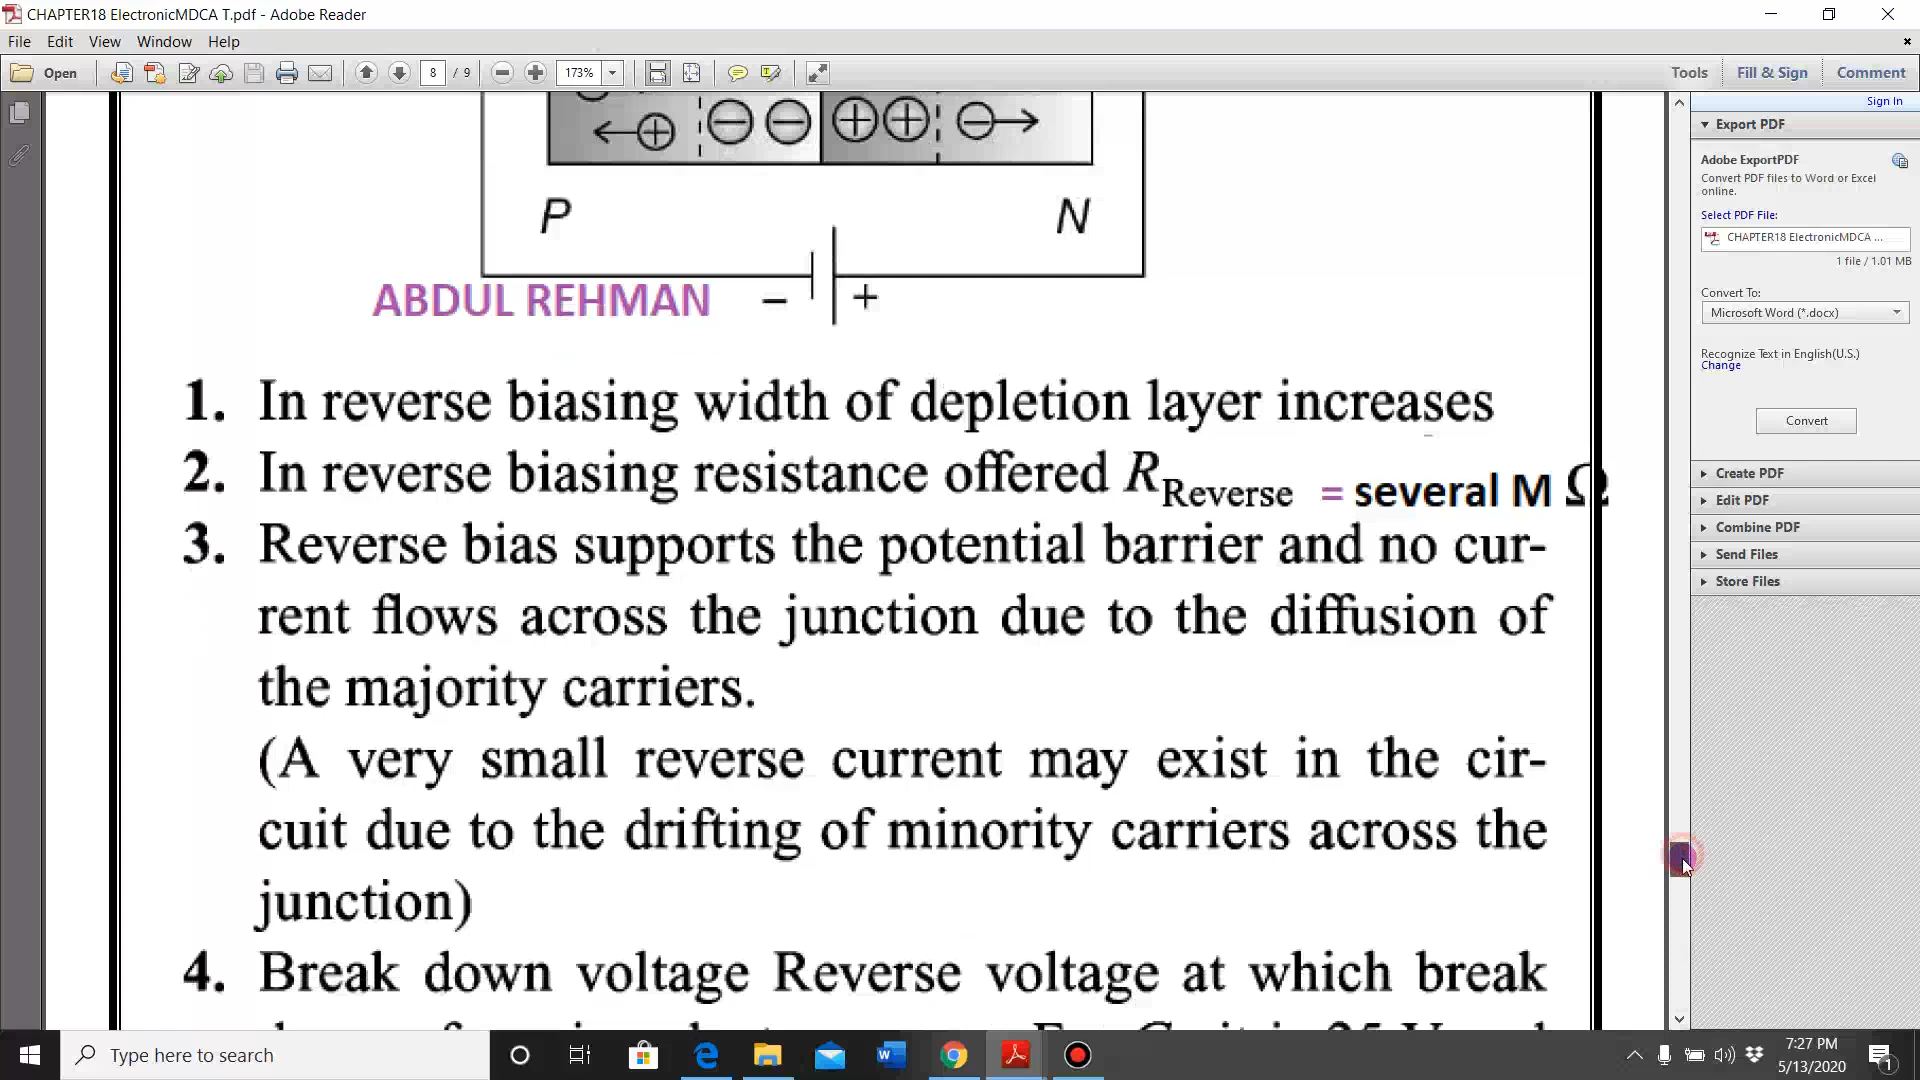 CHAPTER18 ElectronicMDCA T.pdf - Adobe Reader
File Edit View Window Help
Open 8 / 9 173% Tools Fill & Sign Comment
Sign In
Export PDF
Adobe ExportPDF
Convert PDF files to Word or Excel
online.
Select PDF File:
CHAPTER18 ElectronicMDCA ...
1 file / 1.01 MB
Convert To:
Microsoft Word (*.docx)
Recognize Text in English(U.S.)
Change
Convert
Create PDF
Edit PDF
Combine PDF
Send Files
Store Files
P N
ABDUL REHMAN − +
1. In reverse biasing width of depletion layer increases
2. In reverse biasing resistance offered R Reverse = several M Ω
3. Reverse bias supports the potential barrier and no cur-
rent flows across the junction due to the diffusion of
the majority carriers.
(A very small reverse current may exist in the cir-
cuit due to the drifting of minority carriers across the
junction)
4. Break down voltage Reverse voltage at which break
Type here to search
7:27 PM
5/13/2020
1